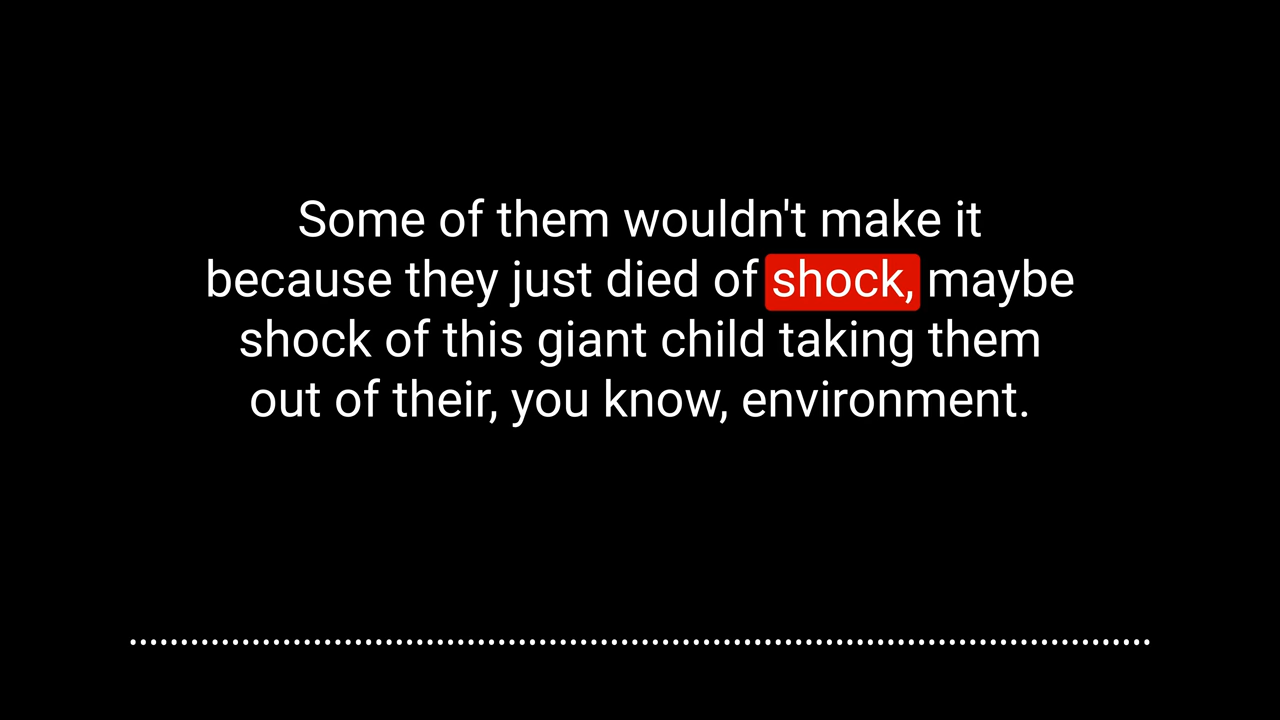 Some of them wouldn't make it
because they just died of shock, maybe
shock of this giant child taking them
out of their, you know, environment.